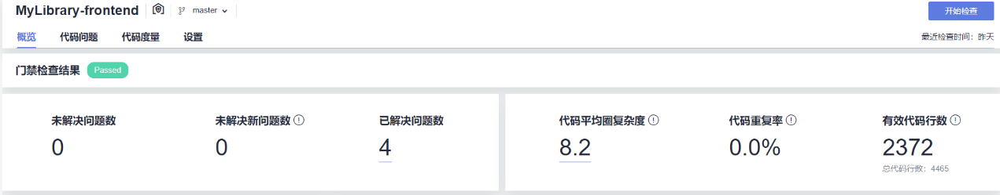 MyLibrary-frontend master 开始检查
概览 代码问题 代码度量 设置 最近检查时间：昨天
门禁检查结果 Passed
未解决问题数 未解决新问题数 已解决问题数 代码平均圈复杂度 代码重复率 有效代码行数
0 0 4 8.2 0.0% 2372
总代码行数：4465